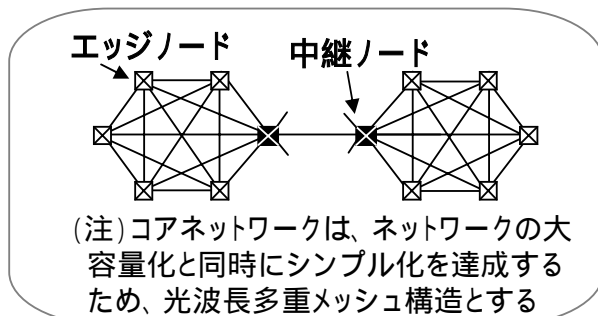 エッジノード
中継ノード
(注)コアネットワークは、ネットワークの大
容量化と同時にシンプル化を達成する
ため、光波長多重メッシュ構造とする